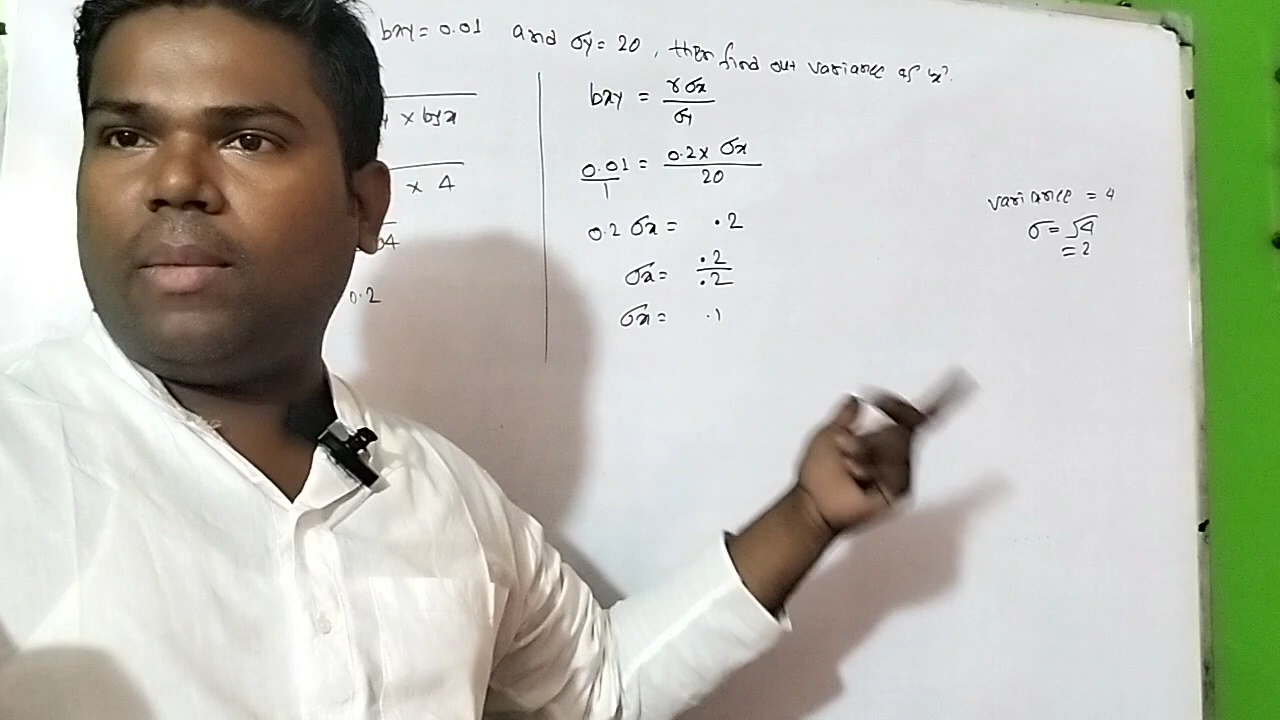 bxy = 0.01 and σy = 20, then find out variance of x?
× byx
× 4
04
0.2
bxy = rσx / σy
0.01 / 1 = 0.2 × σx / 20
0.2 σx = .2
σx = .2 / .2
σx = .1
variance = 4
σ = √4
= 2